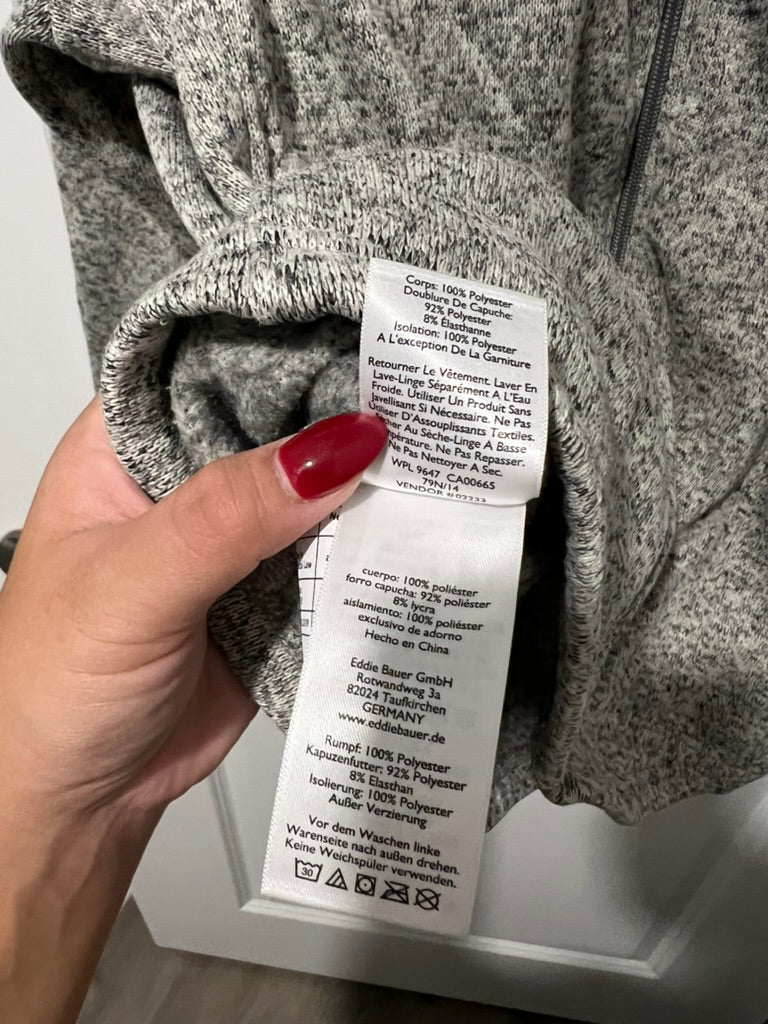 Corps: 100% Polyester
Doublure De Capuche:
92% Polyester
8% Élasthanne
Isolation: 100% Polyester
A L'exception De La Garniture
Retourner Le Vêtement. Laver En
Lave-Linge Séparément A L'Eau
Froide. Utiliser Un Produit Sans
Javellisant Si Nécessaire. Ne Pas
Utiliser D'Assouplissants Textiles.
Au Sèche-Linge A Basse
Ne Pas Repasser.
Ne Pas Nettoyer A Sec.
WPL 9647 CA00665
79N/14
VENDOR #02233
cuerpo: 100% poliéster
forro capucha: 92% poliéster
8% lycra
aislamiento: 100% poliéster
exclusivo de adorno
Hecho en China
Eddie Bauer GmbH
Rotwandweg 3a
82024 Taufkirchen
GERMANY
www.eddiebauer.de
Rumpf: 100% Polyester
Kapuzenfutter: 92% Polyester
8% Elasthan
Isolierung: 100% Polyester
Außer Verzierung
Vor dem Waschen linke
Warenseite nach außen drehen.
Keine Weichspüler verwenden.
30